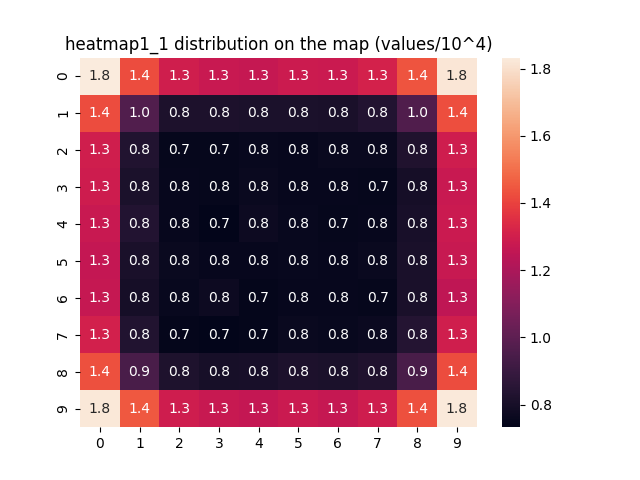 heatmap1_1 distribution on the map (values/10^4)
0 1.8 1.4 1.3 1.3 1.3 1.3 1.3 1.3 1.4 1.8
1 1.4 1.0 0.8 0.8 0.8 0.8 0.8 0.8 1.0 1.4
2 1.3 0.8 0.7 0.7 0.8 0.8 0.8 0.8 0.8 1.3
3 1.3 0.8 0.8 0.8 0.8 0.8 0.8 0.7 0.8 1.3
4 1.3 0.8 0.8 0.7 0.8 0.8 0.7 0.8 0.8 1.3
5 1.3 0.8 0.8 0.8 0.8 0.8 0.8 0.8 0.8 1.3
6 1.3 0.8 0.8 0.8 0.7 0.8 0.8 0.7 0.8 1.3
7 1.3 0.8 0.7 0.7 0.7 0.8 0.8 0.8 0.8 1.3
8 1.4 0.9 0.8 0.8 0.8 0.8 0.8 0.8 0.9 1.4
9 1.8 1.4 1.3 1.3 1.3 1.3 1.3 1.3 1.4 1.8
0 1 2 3 4 5 6 7 8 9
1.8
1.6
1.4
1.2
1.0
0.8